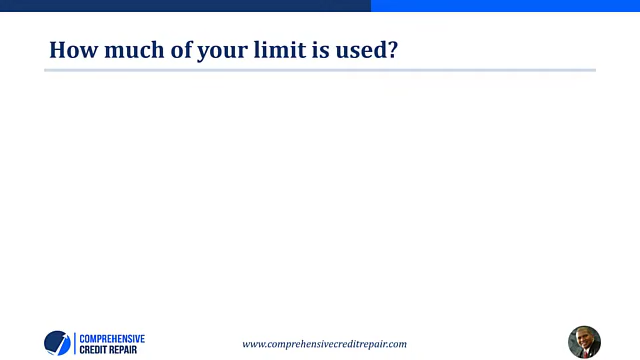 How much of your limit is used?
COMPREHENSIVE
CREDIT REPAIR
www.comprehensivecreditrepair.com